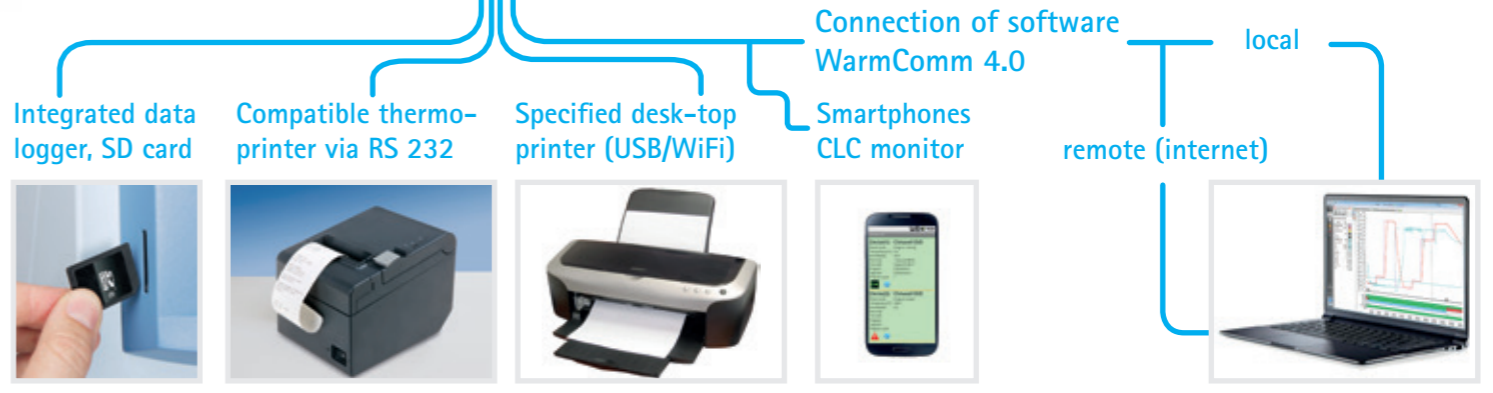 Connection of software
WarmComm 4.0
local
Integrated data
logger, SD card
Compatible thermo-
printer via RS 232
Specified desk-top
printer (USB/WiFi)
Smartphones
CLC monitor
remote (internet)